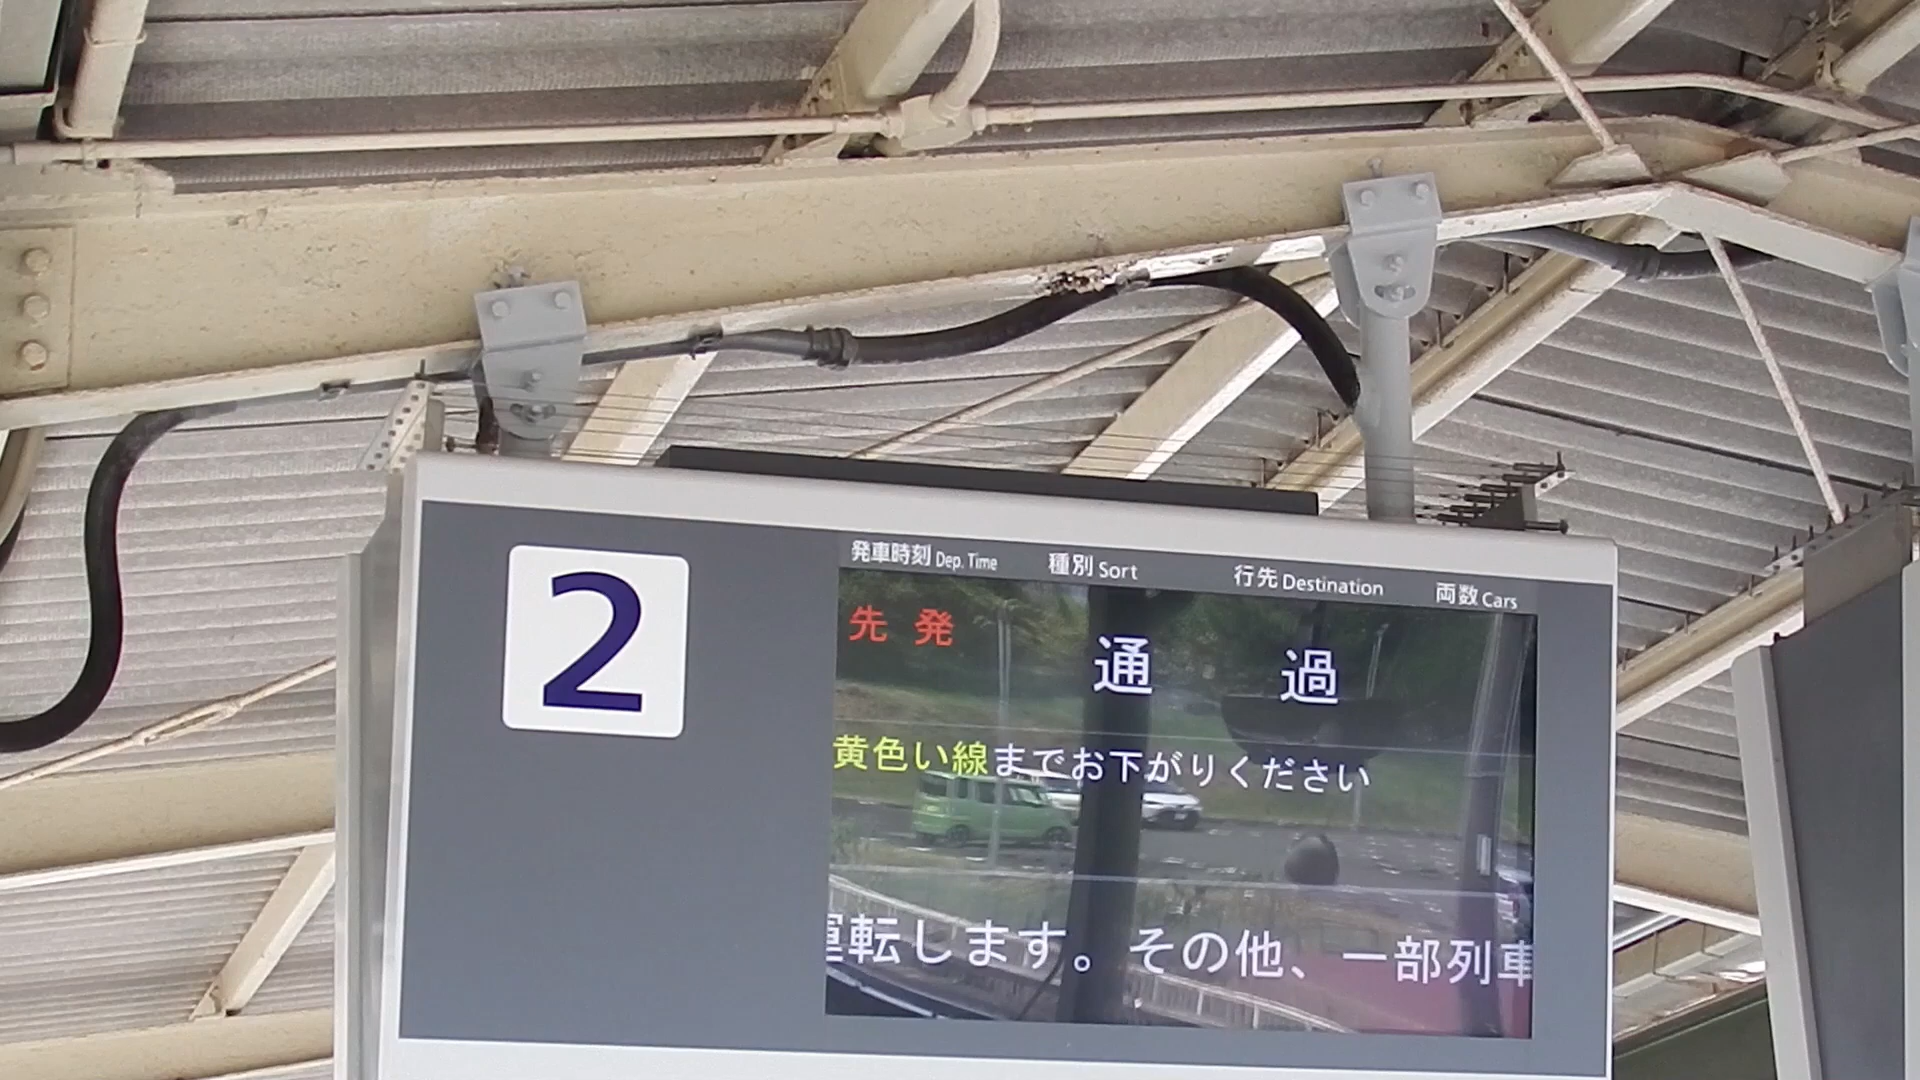 2
発車時刻 Dep. Time 種別 Sort 行先 Destination 両数 Cars
先発 通過
黄色い線までお下がりください
運転します。その他、一部列車